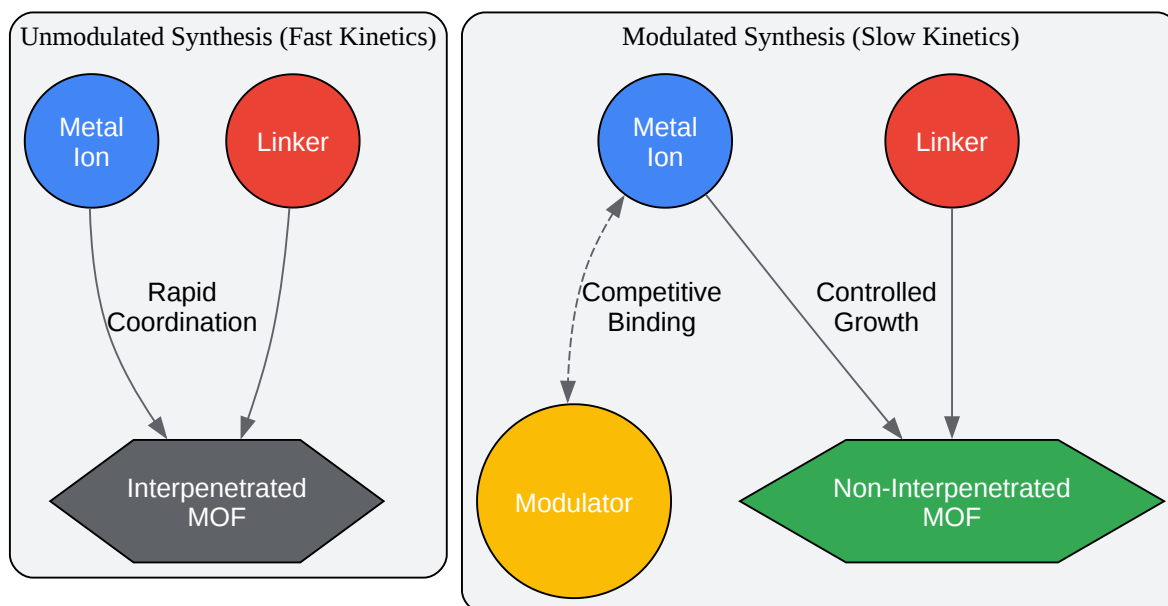 Unmodulated Synthesis (Fast Kinetics)
Metal
Ion
Linker
Rapid
Coordination
Interpenetrated
MOF
Modulated Synthesis (Slow Kinetics)
Metal
Ion
Linker
Competitive
Binding
Controlled
Growth
Modulator
Non-Interpenetrated
MOF